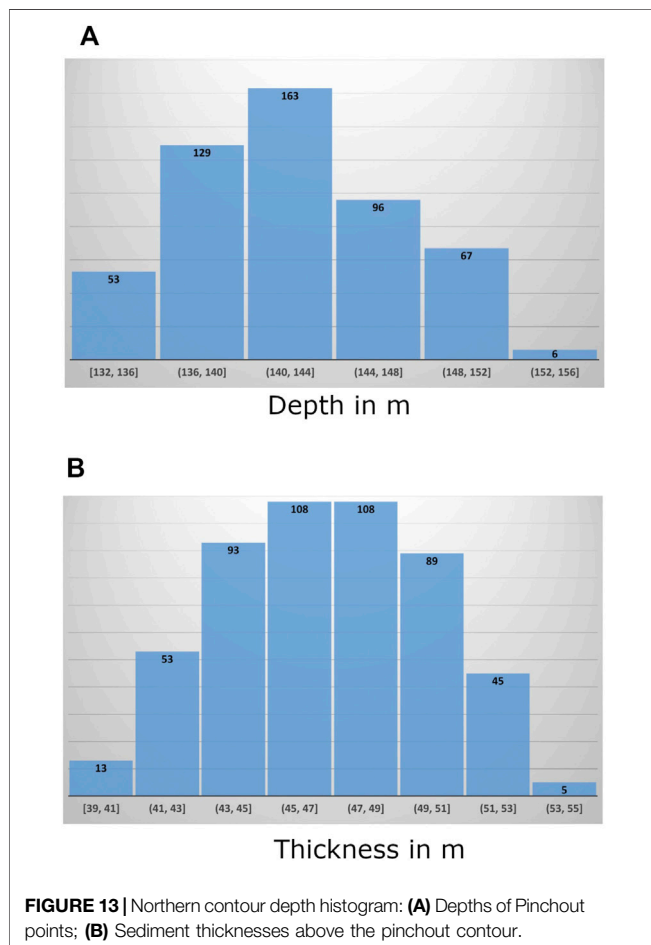 A
163
129
96
67
53
6
[132, 136] (136, 140] (140, 144] (144, 148] (148, 152] (152, 156]
Depth in m
B
108 108
93
89
53
45
13
5
[39, 41] (41, 43] (43, 45] (45, 47] (47, 49] (49, 51] (51, 53] (53, 55]
Thickness in m
FIGURE 13 | Northern contour depth histogram: (A) Depths of Pinchout
points; (B) Sediment thicknesses above the pinchout contour.